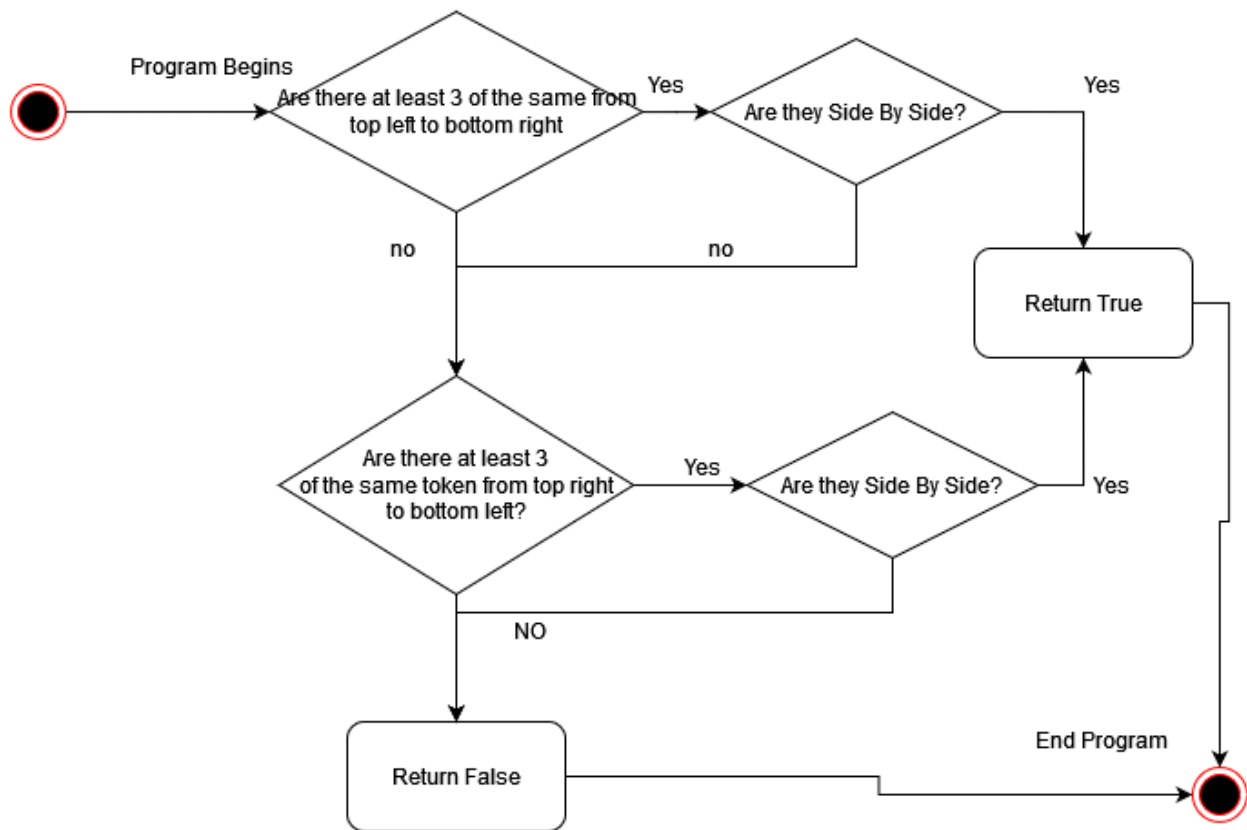 Program Begins
Are there at least 3 of the same from
top left to bottom right
Yes
Are they Side By Side?
Yes
no
no
Return True
Are there at least 3
of the same token from top right
to bottom left?
Yes
Are they Side By Side?
Yes
NO
Return False
End Program